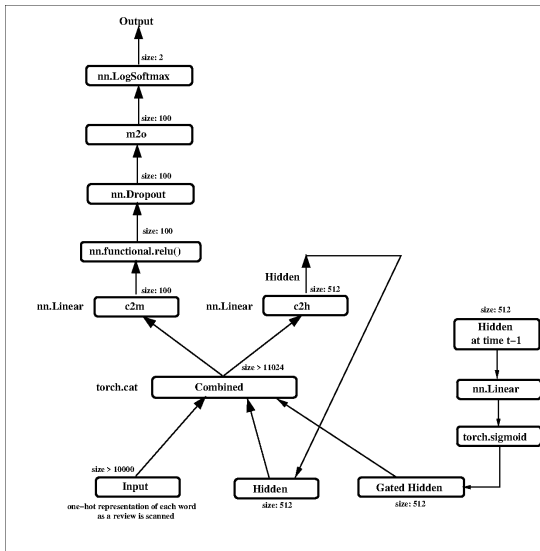 Output
size: 2
nn.LogSoftmax
size: 100
m2o
size: 100
nn.Dropout
size: 100
nn.functional.relu()
size: 100
nn.Linear
c2m
Hidden
size: 512
nn.Linear
c2h
size: 512
Hidden
at time t-1
nn.Linear
torch.sigmoid
size > 11024
torch.cat
Combined
size > 10000
Input
one-hot representation of each word
as a review is scanned
Hidden
size: 512
Gated Hidden
size: 512